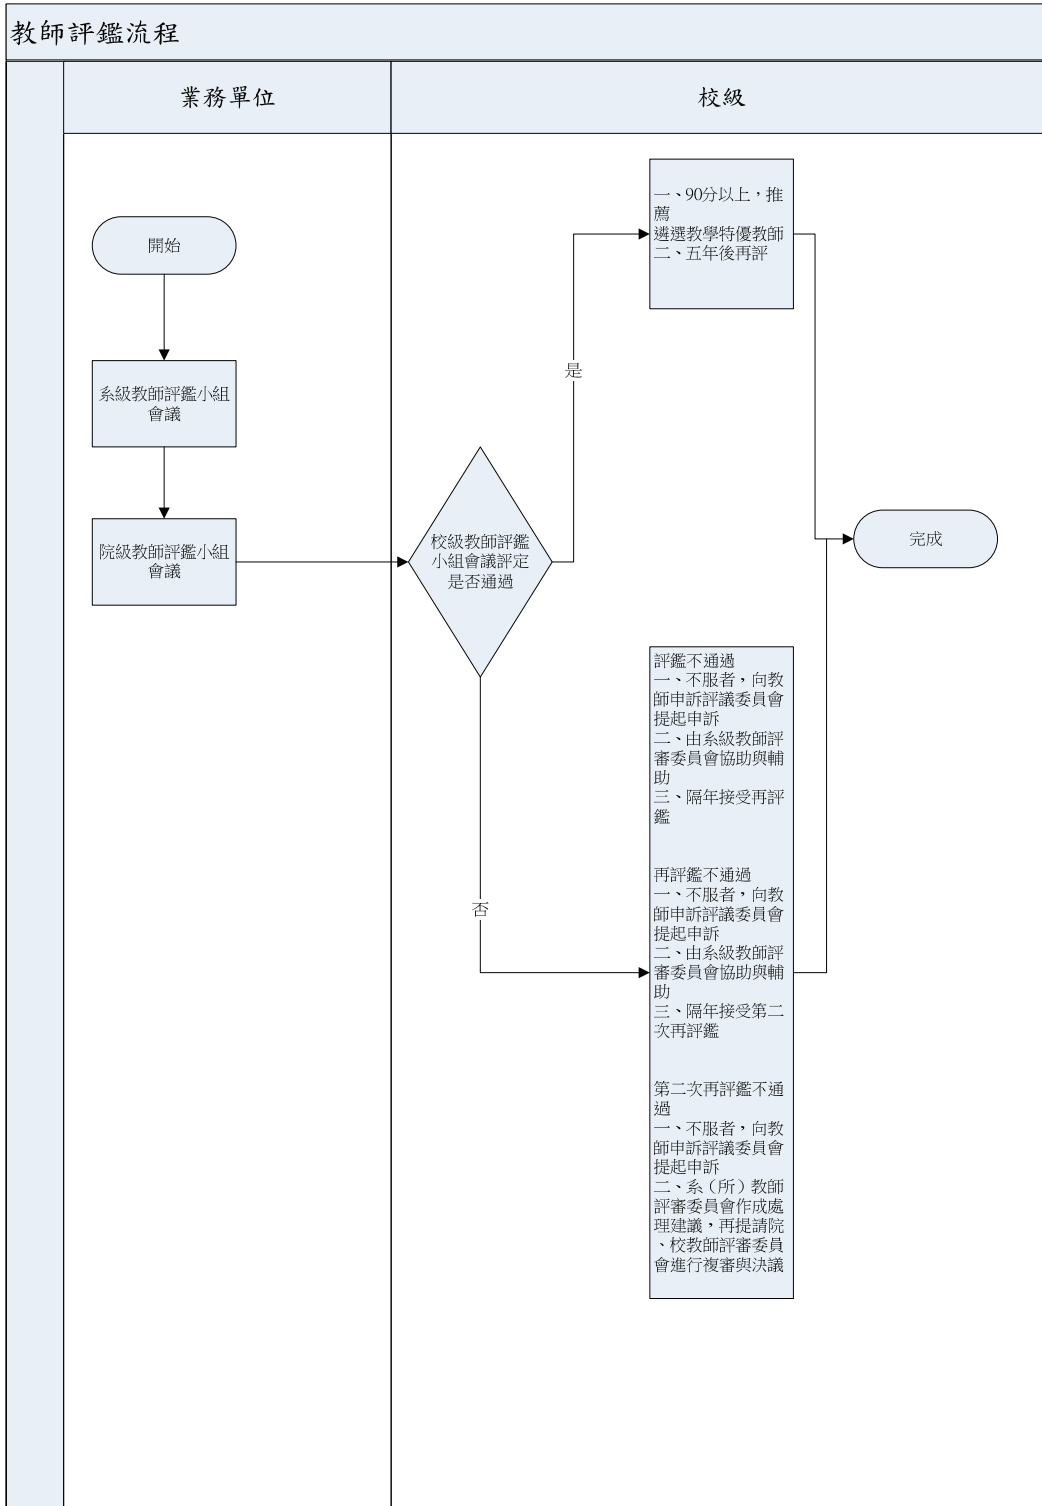 教師評鑑流程
業務單位
校級
開始
系級教師評鑑小組
會議
院級教師評鑑小組
會議
校級教師評鑑
小組會議評定
是否通過
是
一、90分以上，推
薦
遴選教學特優教師
二、五年後再評
否
評鑑不通過
一、不服者，向教
師申訴評議委員會
提起申訴
二、由系級教師評
審委員會協助與輔
助
三、隔年接受再評
鑑
再評鑑不通過
一、不服者，向教
師申訴評議委員會
提起申訴
二、由系級教師評
審委員會協助與輔
助
三、隔年接受第二
次再評鑑
第二次再評鑑不通
過
一、不服者，向教
師申訴評議委員會
提起申訴
二、系（所）教師
評審委員會作成處
理建議，再提請院
、校教師評審委員
會進行複審與決議
完成